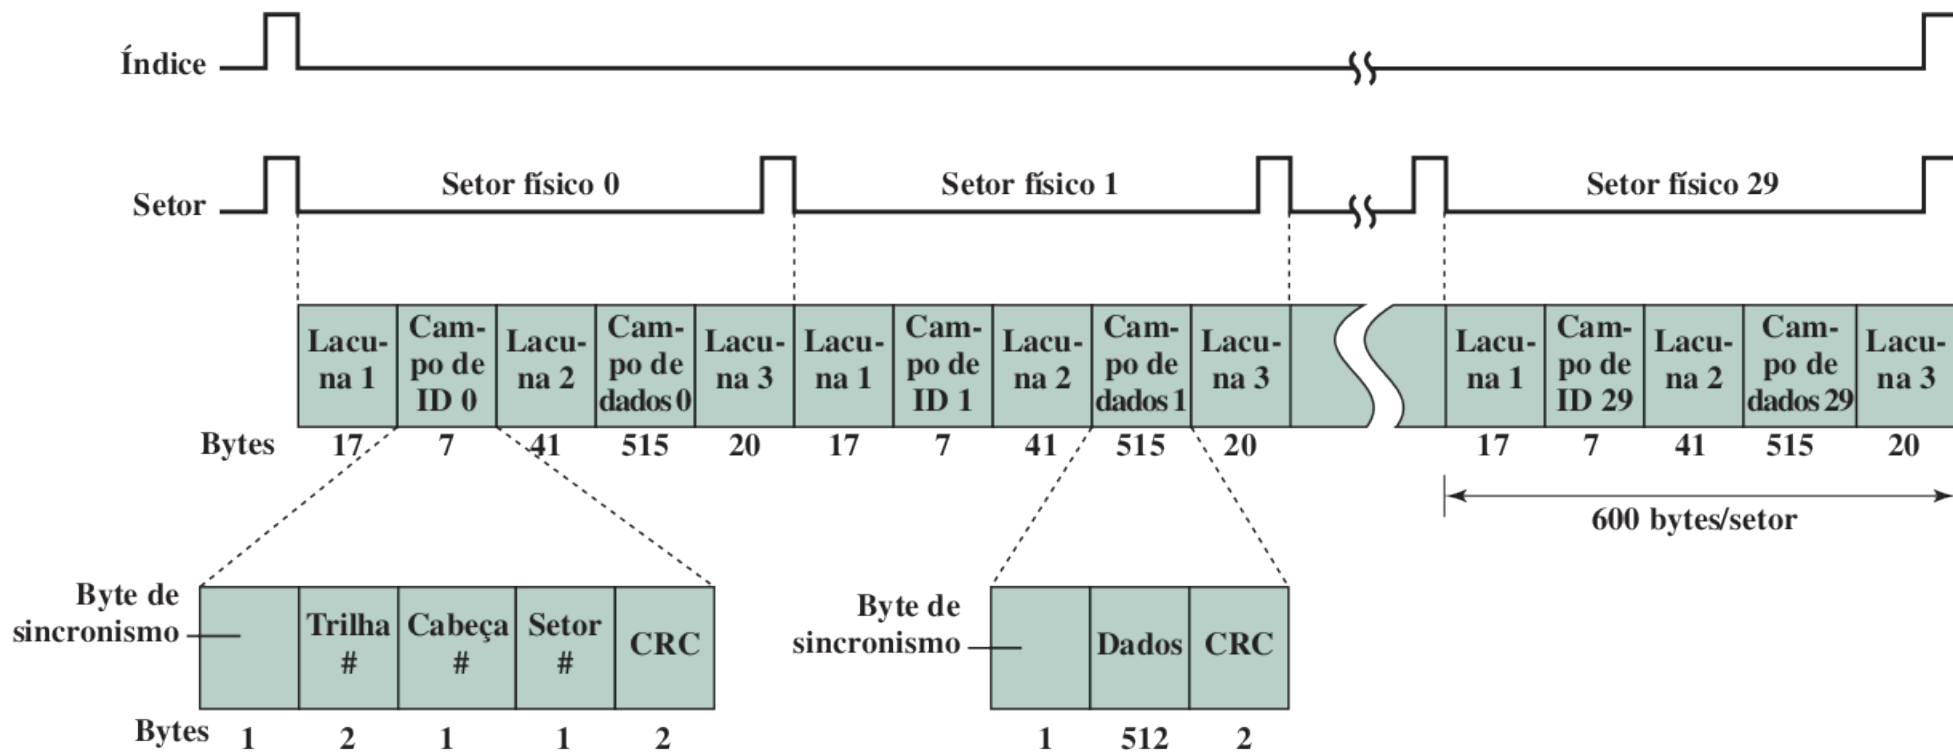 Índice
Setor
Setor físico 0
Setor físico 1
Setor físico 29
Lacu-
na 1
Cam-
po de
ID 0
Lacu-
na 2
Cam-
po de
dados 0
Lacu-
na 3
Lacu-
na 1
Cam-
po de
ID 1
Lacu-
na 2
Cam-
po de
dados 1
Lacu-
na 3
Lacu-
na 1
Cam-
po de
ID 29
Lacu-
na 2
Cam-
po de
dados 29
Lacu-
na 3
Bytes 17 7 41 515 20 17 7 41 515 20 17 7 41 515 20
600 bytes/setor
Byte de
sincronismo
Trilha
#
Cabeça
#
Setor
#
CRC
Bytes 1 2 1 1 2
Byte de
sincronismo
Dados
CRC
1 512 2